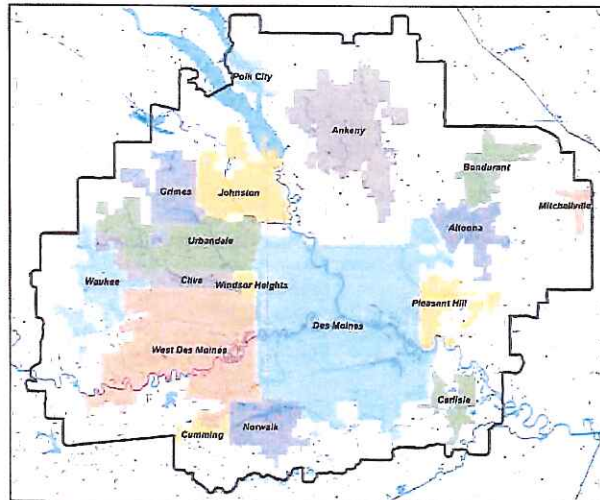 Polk City
Ankeny
Bondurant
Grimes
Johnston
Mitchellville
Altoona
Urbandale
Waukee
Clive
Windsor Heights
Pleasant Hill
Des Moines
West Des Moines
Carlisle
Cumming
Norwalk